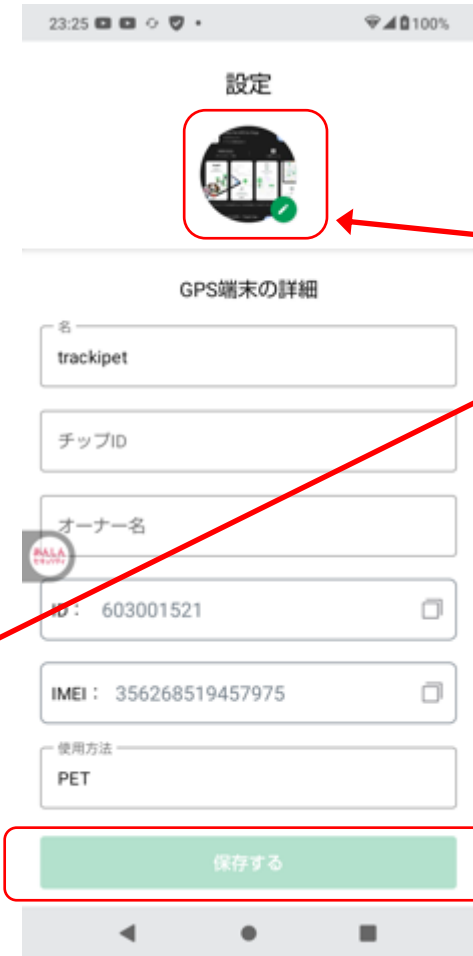 23:25
100%
設定
GPS端末の詳細
名
trackipet
チップID
オーナー名
ID： 603001521
IMEI： 356268519457975
使用方法
PET
保存する